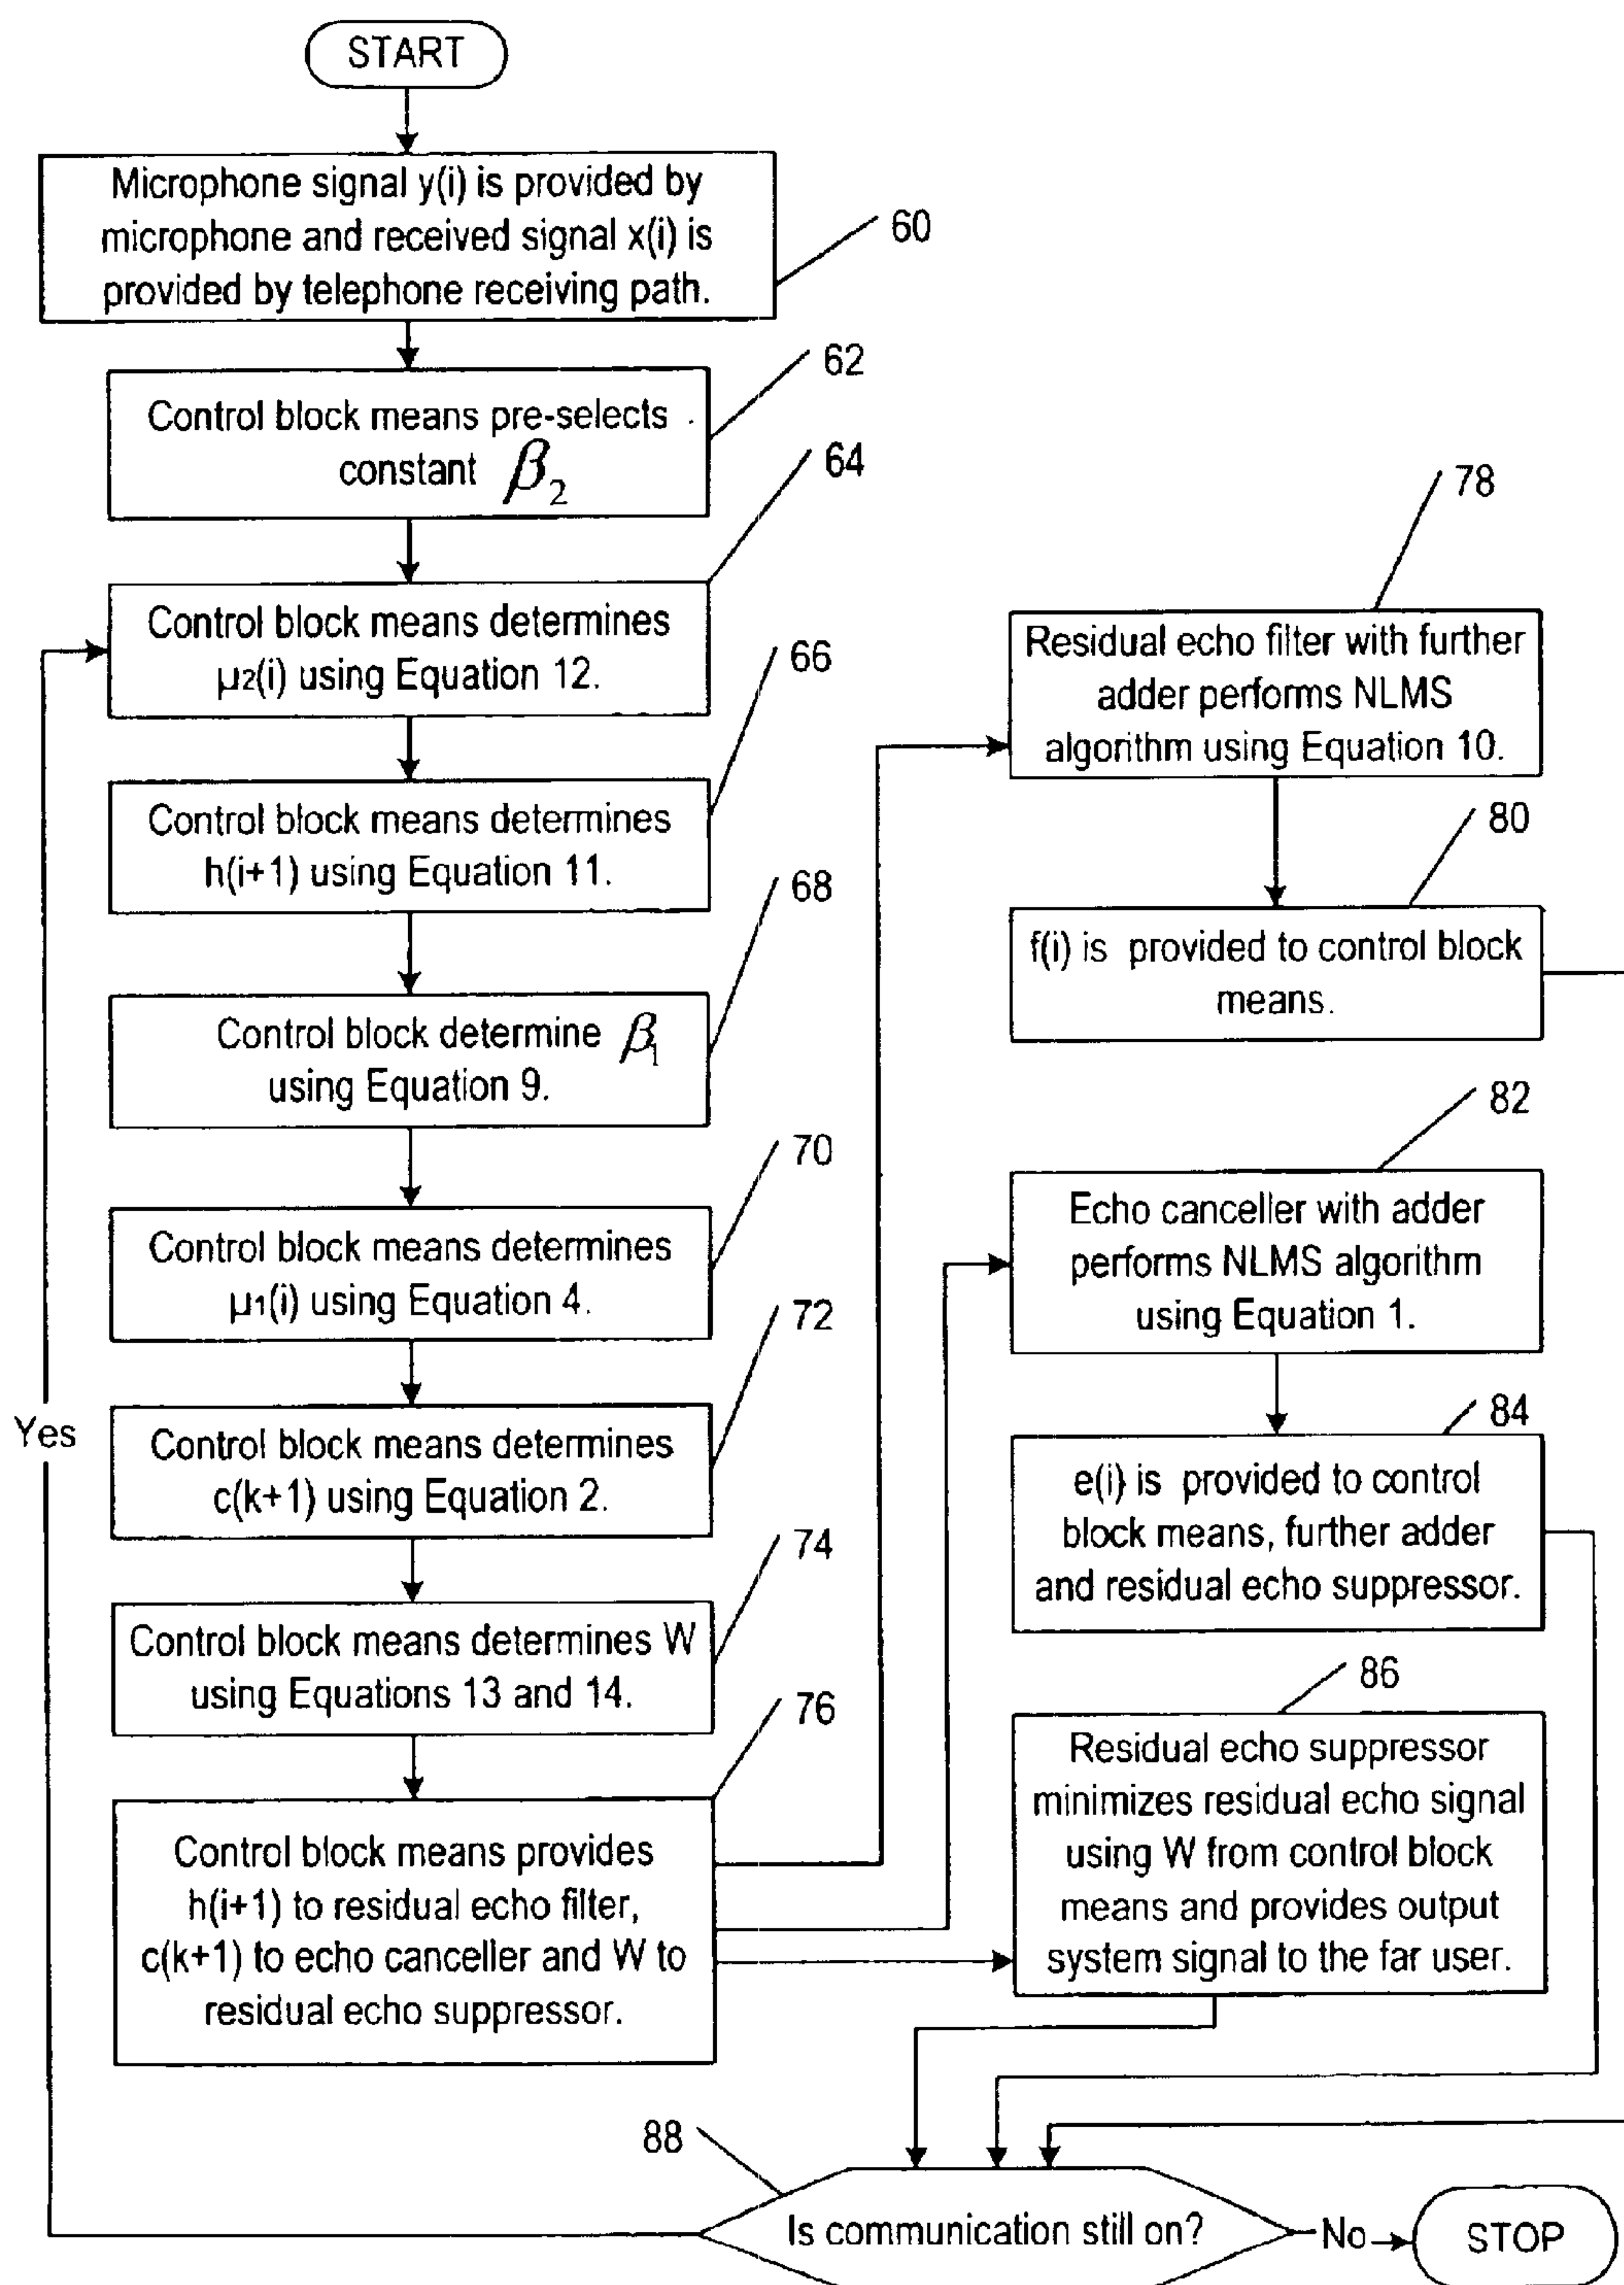 START
Microphone signal y(i) is provided by
microphone and received signal x(i) is
provided by telephone receiving path.
60
Control block means pre-selects
constant β2
62
Control block means determines
μ2(i) using Equation 12.
64
Control block means determines
h(i+1) using Equation 11.
66
Control block determine β1
using Equation 9.
68
Control block means determines
μ1(i) using Equation 4.
70
Control block means determines
c(k+1) using Equation 2.
72
Control block means determines W
using Equations 13 and 14.
74
Control block means provides
h(i+1) to residual echo filter,
c(k+1) to echo canceller and W to
residual echo suppressor.
76
Residual echo filter with further
adder performs NLMS
algorithm using Equation 10.
78
f(i) is provided to control block
means.
80
Echo canceller with adder
performs NLMS algorithm
using Equation 1.
82
e(i) is provided to control
block means, further adder
and residual echo suppressor.
84
Residual echo suppressor
minimizes residual echo signal
using W from control block
means and provides output
system signal to the far user.
86
88
Is communication still on?
Yes
No
STOP